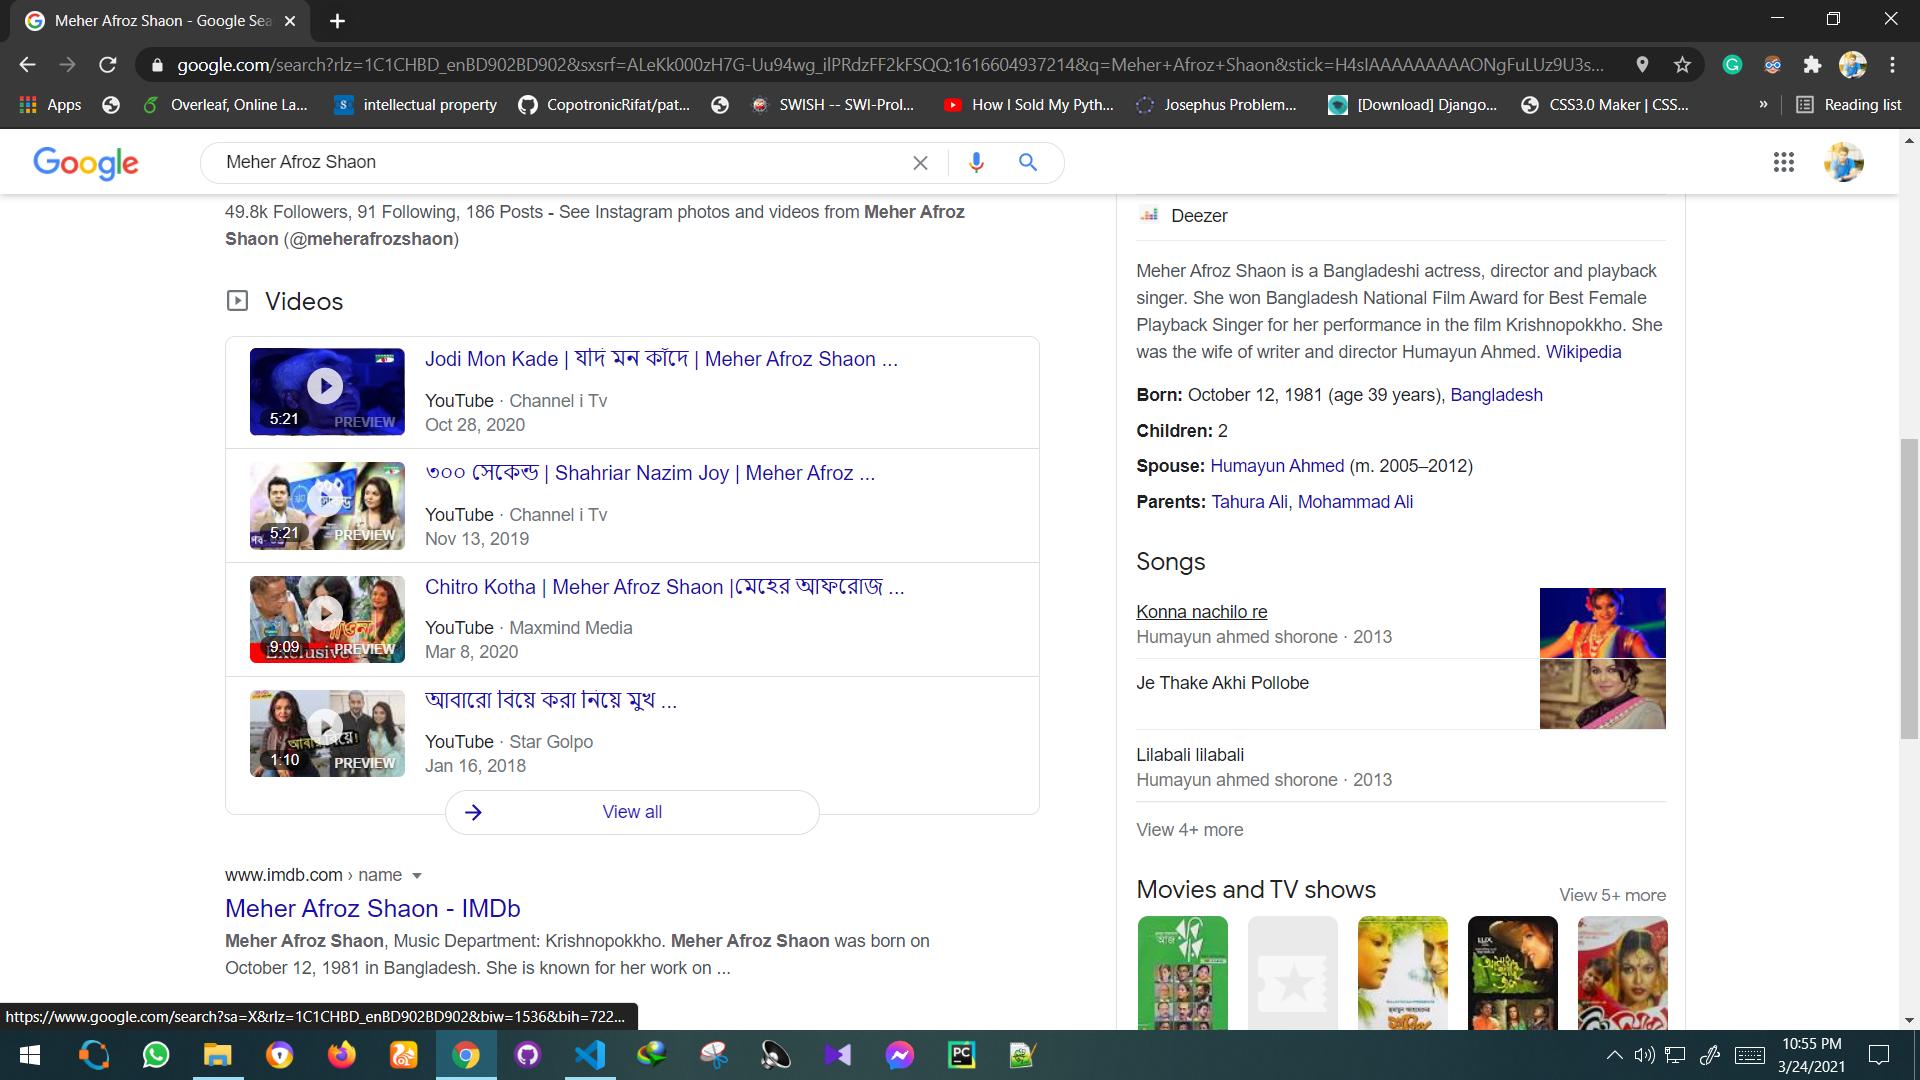 Meher Afroz Shaon - Google Sea
google.com/search?rlz=1C1CHBD_enBD902BD902&sxsrf=ALeKk000zH7G-Uu94wg_ilPRdzFF2kFSQQ:1616604937214&q=Meher+Afroz+Shaon&stick=H4sIAAAAAAAAAONgFuLUz9U3s...
Apps
Overleaf, Online La...
intellectual property
CopotronicRifat/pat...
SWISH -- SWI-Prol...
How I Sold My Pyth...
Josephus Problem...
[Download] Django...
CSS3.0 Maker | CSS...
»
Reading list
Google
Meher Afroz Shaon
49.8k Followers, 91 Following, 186 Posts - See Instagram photos and videos from Meher Afroz
Shaon (@meherafrozshaon)
Videos
Jodi Mon Kade | যদি মন কাঁদে | Meher Afroz Shaon ...
YouTube · Channel i Tv
Oct 28, 2020
5:21
PREVIEW
৩০০ সেকেন্ড | Shahriar Nazim Joy | Meher Afroz ...
YouTube · Channel i Tv
Nov 13, 2019
5:21
PREVIEW
Chitro Kotha | Meher Afroz Shaon |মেহের আফরোজ ...
YouTube · Maxmind Media
Mar 8, 2020
9:09
PREVIEW
Exclusive
আবারো বিয়ে করা নিয়ে মুখ ...
YouTube · Star Golpo
Jan 16, 2018
1:10
PREVIEW
View all
www.imdb.com › name
Meher Afroz Shaon - IMDb
Meher Afroz Shaon, Music Department: Krishnopokkho. Meher Afroz Shaon was born on
October 12, 1981 in Bangladesh. She is known for her work on ...
Deezer
Meher Afroz Shaon is a Bangladeshi actress, director and playback
singer. She won Bangladesh National Film Award for Best Female
Playback Singer for her performance in the film Krishnopokkho. She
was the wife of writer and director Humayun Ahmed. Wikipedia
Born: October 12, 1981 (age 39 years), Bangladesh
Children: 2
Spouse: Humayun Ahmed (m. 2005–2012)
Parents: Tahura Ali, Mohammad Ali
Songs
Konna nachilo re
Humayun ahmed shorone · 2013
Je Thake Akhi Pollobe
Lilabali lilabali
Humayun ahmed shorone · 2013
View 4+ more
Movies and TV shows
View 5+ more
https://www.google.com/search?sa=X&rlz=1C1CHBD_enBD902BD902&biw=1536&bih=722...
10:55 PM
3/24/2021